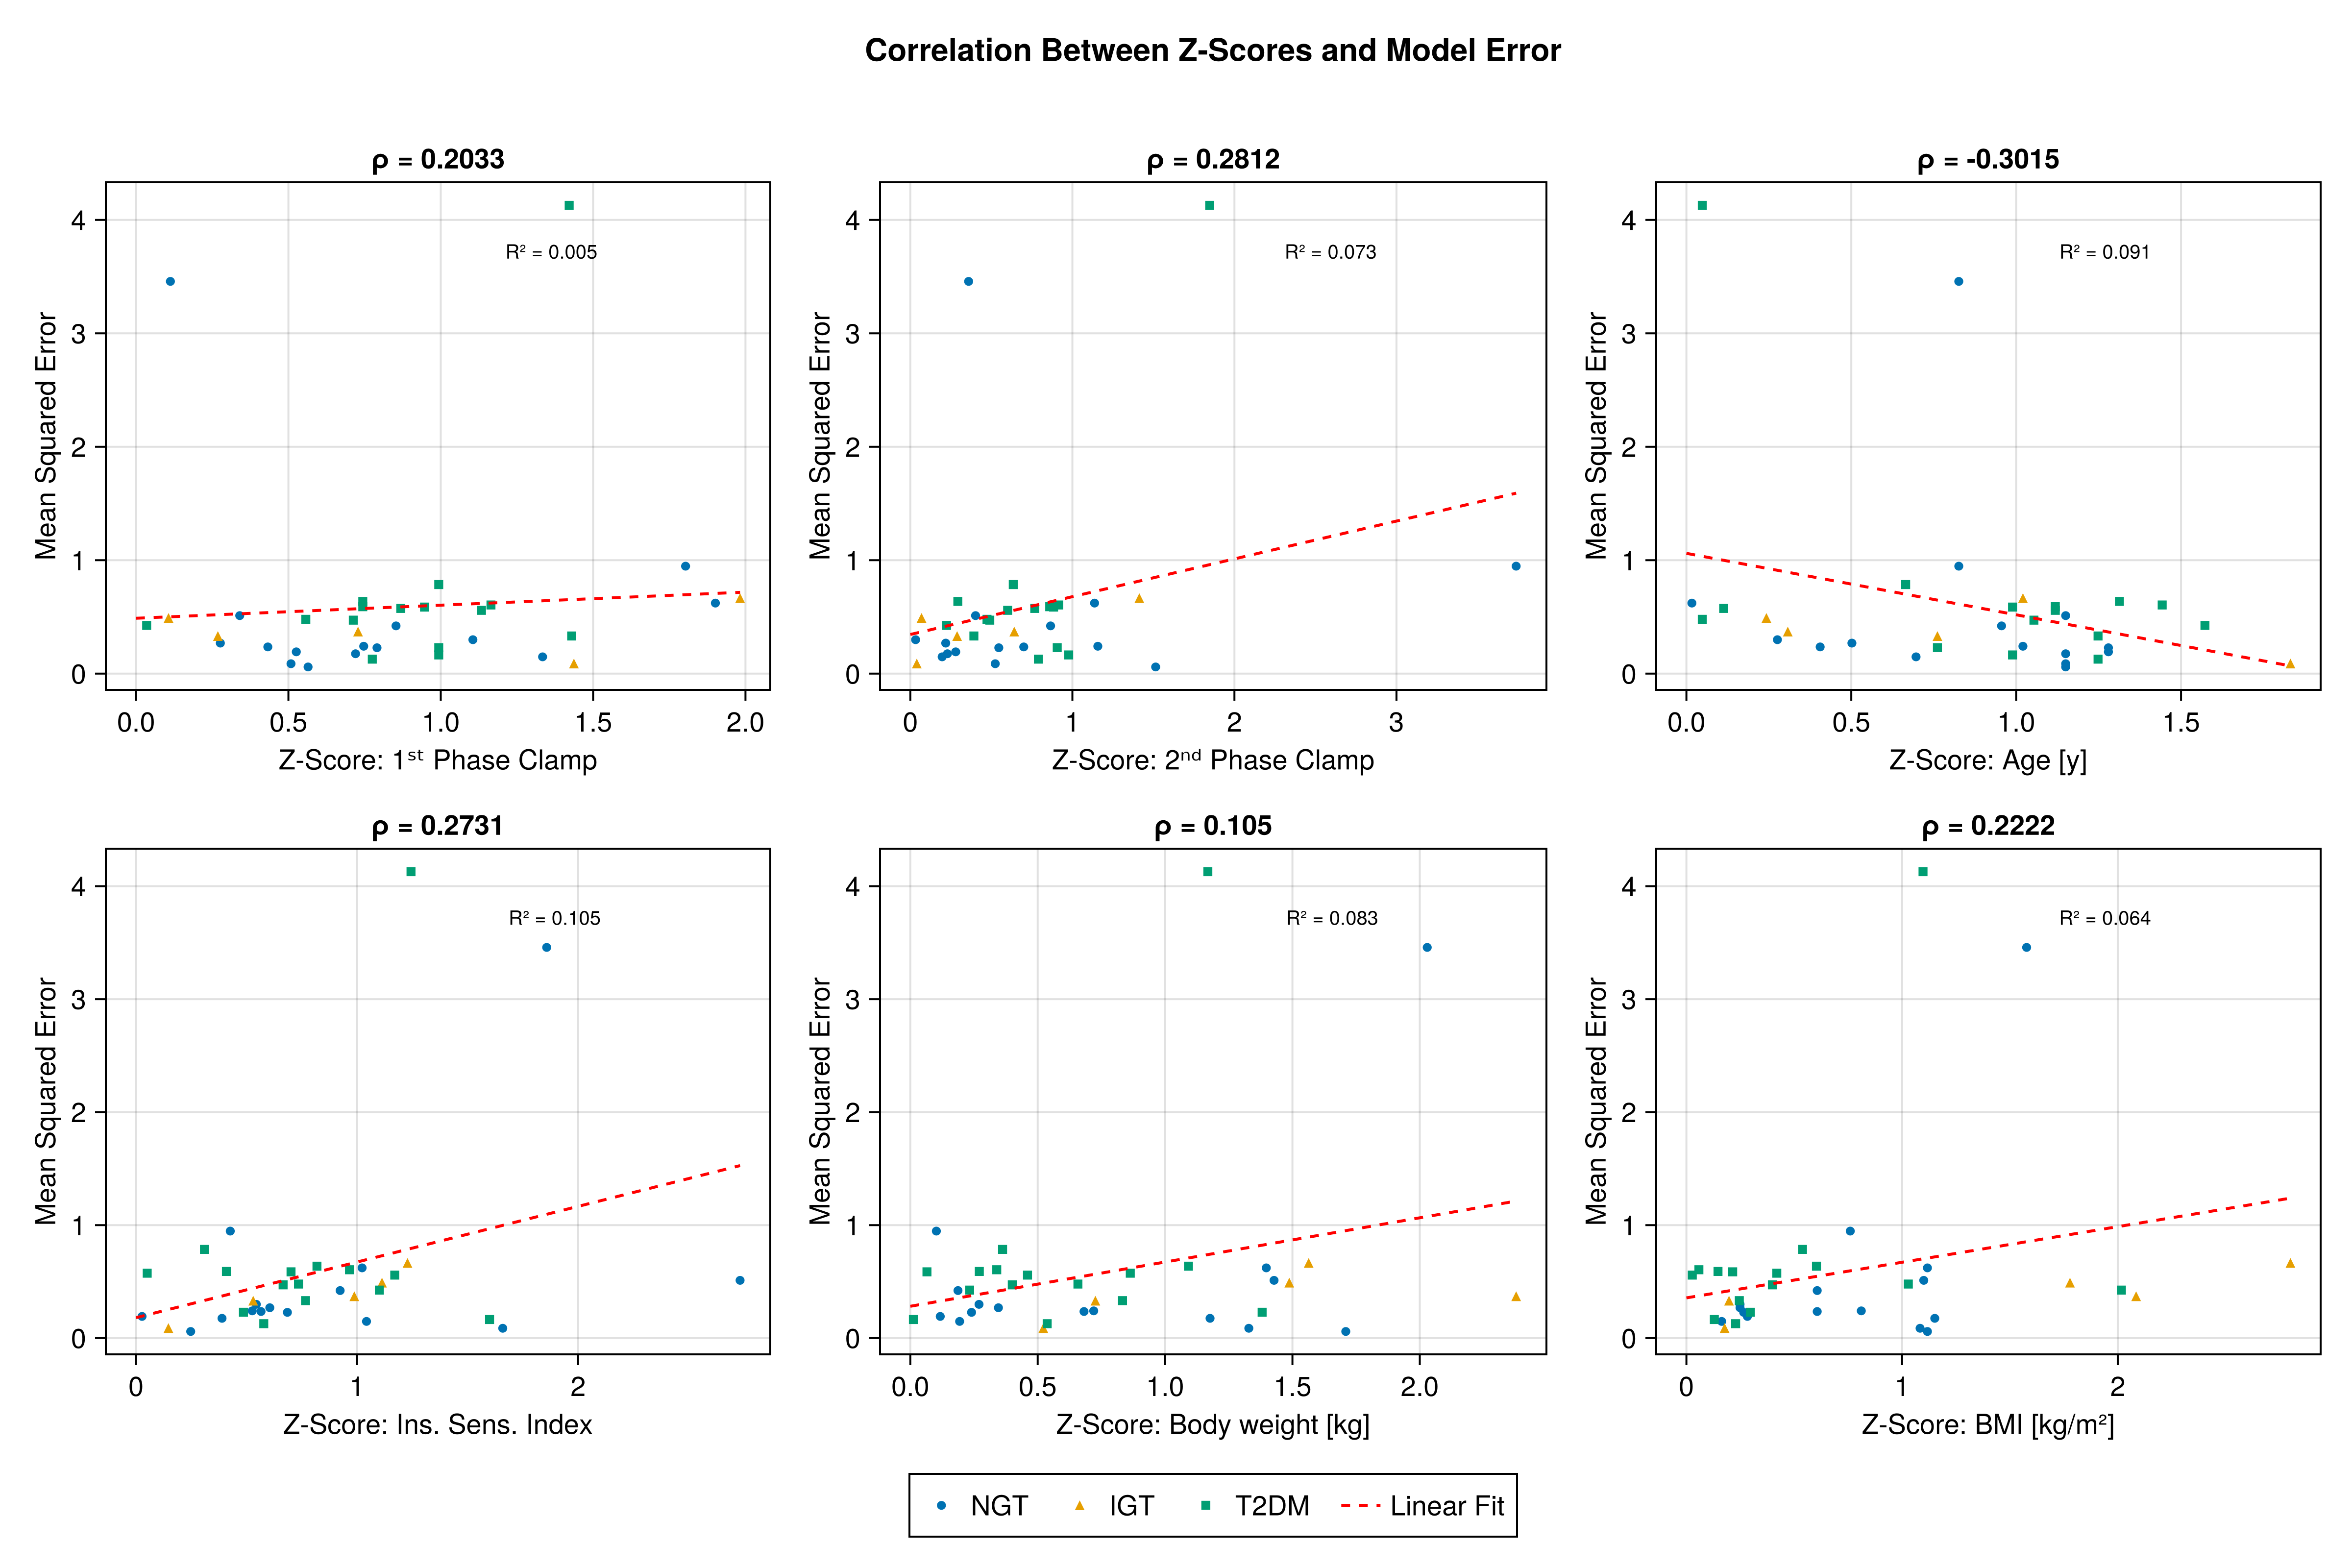 Correlation Between Z-Scores and Model Error
ρ = 0.2033
R² = 0.005
Mean Squared Error
4
3
2
1
0
0.0 0.5 1.0 1.5 2.0
Z-Score: 1ˢᵗ Phase Clamp
ρ = 0.2812
R² = 0.073
Mean Squared Error
4
3
2
1
0
0 1 2 3
Z-Score: 2ⁿᵈ Phase Clamp
ρ = -0.3015
R² = 0.091
Mean Squared Error
4
3
2
1
0
0.0 0.5 1.0 1.5
Z-Score: Age [y]
ρ = 0.2731
R² = 0.105
Mean Squared Error
4
3
2
1
0
0 1 2
Z-Score: Ins. Sens. Index
ρ = 0.105
R² = 0.083
Mean Squared Error
4
3
2
1
0
0.0 0.5 1.0 1.5 2.0
Z-Score: Body weight [kg]
ρ = 0.2222
R² = 0.064
Mean Squared Error
4
3
2
1
0
0 1 2
Z-Score: BMI [kg/m²]
NGT IGT T2DM Linear Fit